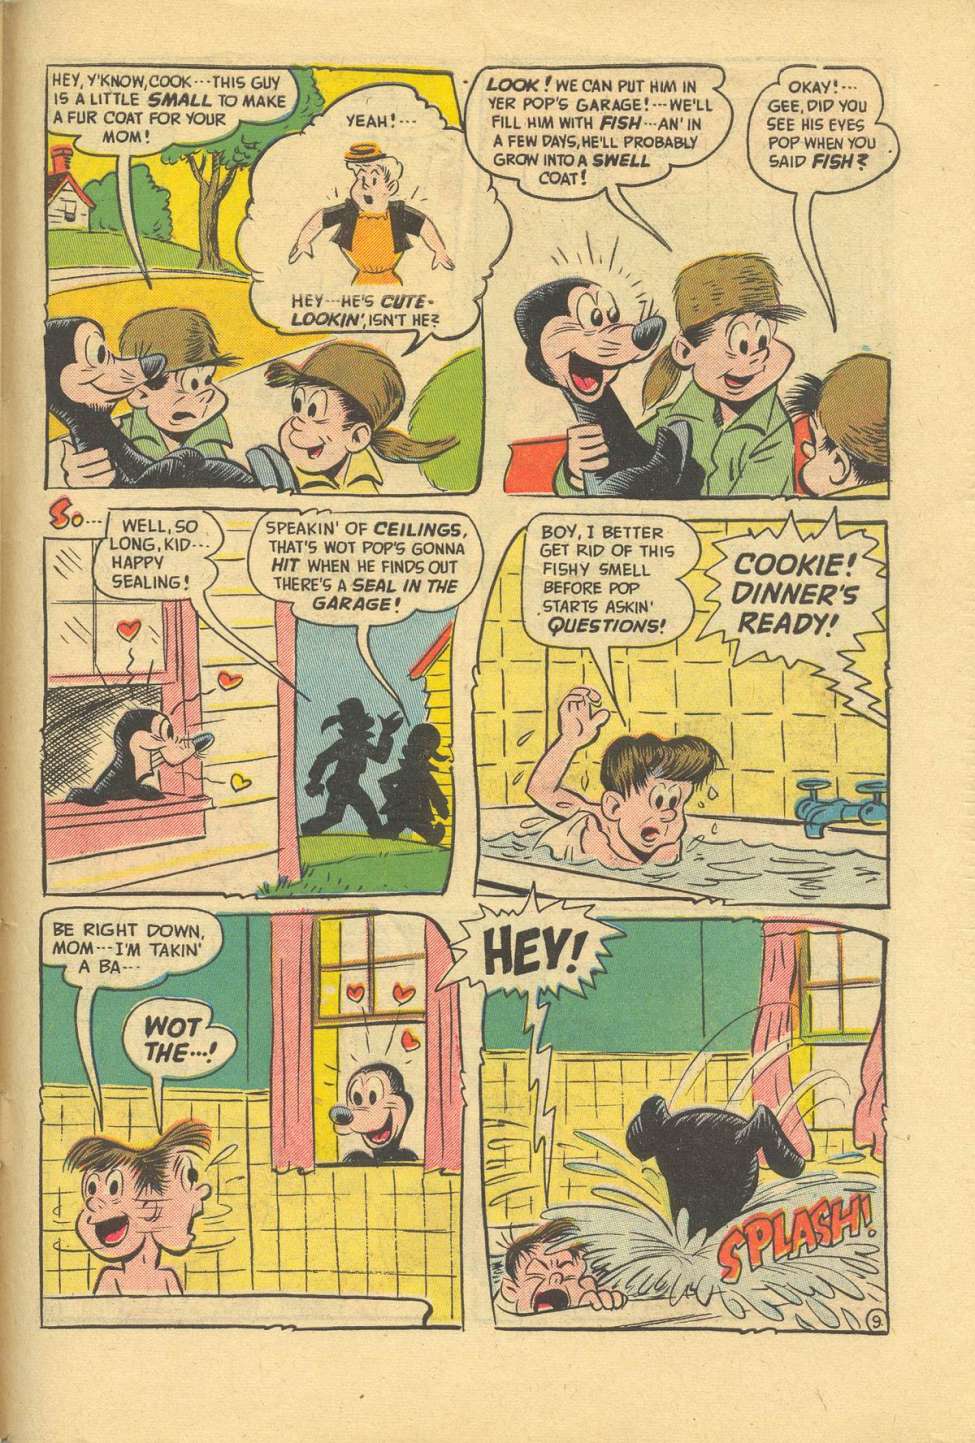 HEY, Y'KNOW, COOK---THIS GUY
IS A LITTLE SMALL TO MAKE
A FUR COAT FOR YOUR
MOM!
YEAH!---
HEY---HE'S CUTE-
LOOKIN', ISN'T HE?
LOOK! WE CAN PUT HIM IN
YER POP'S GARAGE!---WE'LL
FILL HIM WITH FISH---AN' IN
A FEW DAYS, HE'LL PROBABLY
GROW INTO A SWELL
COAT!
OKAY!---
GEE, DID YOU
SEE HIS EYES
POP WHEN YOU
SAID FISH?
SO...
WELL, SO
LONG, KID---
HAPPY
SEALING!
SPEAKIN' OF CEILINGS,
THAT'S WOT POP'S GONNA
HIT WHEN HE FINDS OUT
THERE'S A SEAL IN THE
GARAGE!
BOY, I BETTER
GET RID OF THIS
FISHY SMELL
BEFORE POP
STARTS ASKIN'
QUESTIONS!
COOKIE!
DINNER'S
READY!
BE RIGHT DOWN,
MOM---I'M TAKIN'
A BA---
WOT
THE---!
HEY!
SPLASH!
9